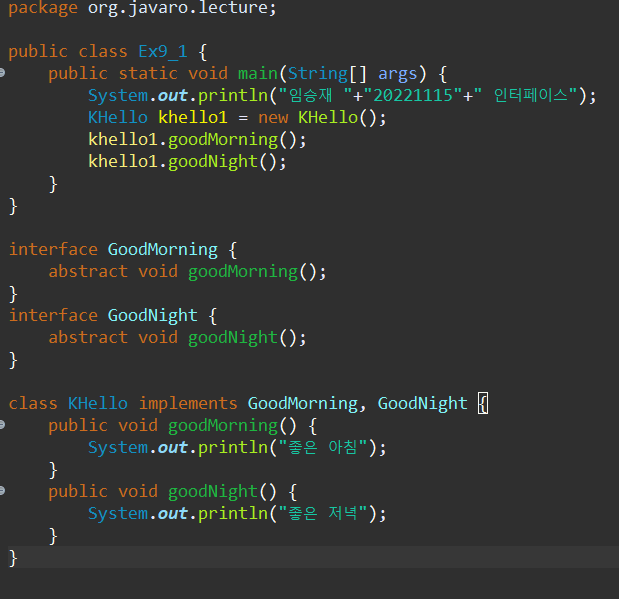 package org.javaro.lecture;
public class Ex9_1 {
public static void main(String[] args) {
System.out.println("임승재 "+"20221115"+" 인터페이스");
KHello khello1 = new KHello();
khello1.goodMorning();
khello1.goodNight();
}
}
interface GoodMorning {
abstract void goodMorning();
}
interface GoodNight {
abstract void goodNight();
}
class KHello implements GoodMorning, GoodNight {
public void goodMorning() {
System.out.println("좋은 아침");
}
public void goodNight() {
System.out.println("좋은 저녁");
}
}